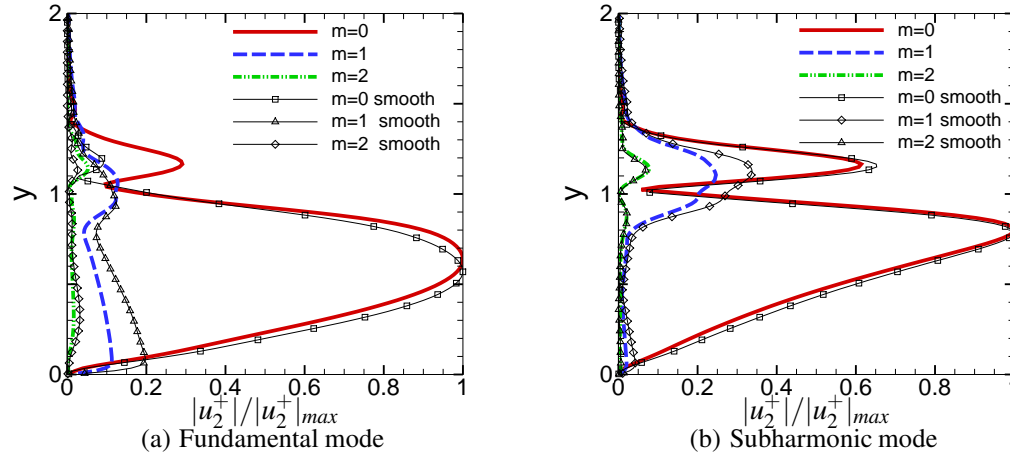 2
1
0
y
m=0
m=1
m=2
m=0 smooth
m=1 smooth
m=2 smooth
0 0.2 0.4 0.6 0.8 1
|u₂⁺|/|u₂⁺|max
(a) Fundamental mode
2
1
0
y
m=0
m=1
m=2
m=0 smooth
m=1 smooth
m=2 smooth
0 0.2 0.4 0.6 0.8 1
|u₂⁺|/|u₂⁺|max
(b) Subharmonic mode